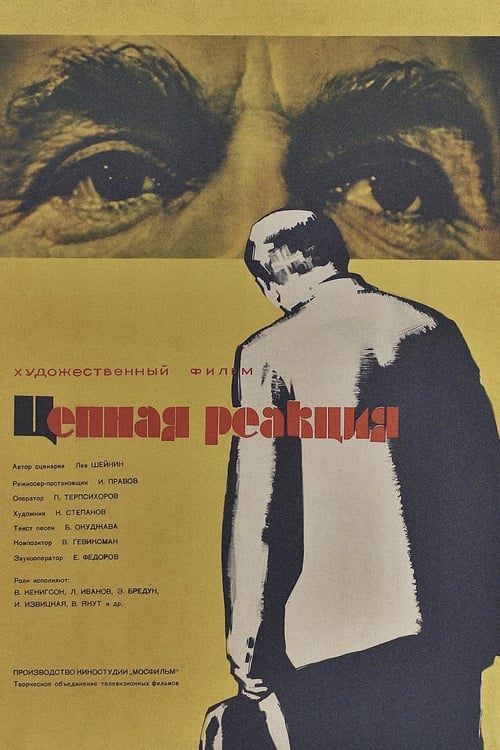 ХУДОЖЕСТВЕННЫЙ ФИЛЬМ
Цепная реакция
Автор сценария Лев ШЕЙНИН
Режиссер-постановщик И. ПРАВОВ
Оператор П. ТЕРПСИХОРОВ
Художник Н. СТЕПАНОВ
Текст песен Б. ОКУДЖАВА
Композитор В. ГЕВИКСМАН
Звукооператор Е. ФЕДОРОВ
Роли исполняют:
В. КЕНИГСОН, Л. ИВАНОВ, Э. БРЕДУН,
И. ИЗВИЦКАЯ, В. ЯКУТ и др.
ПРОИЗВОДСТВО КИНОСТУДИИ „МОСФИЛЬМ"
Творческое объединение телевизионных фильмов